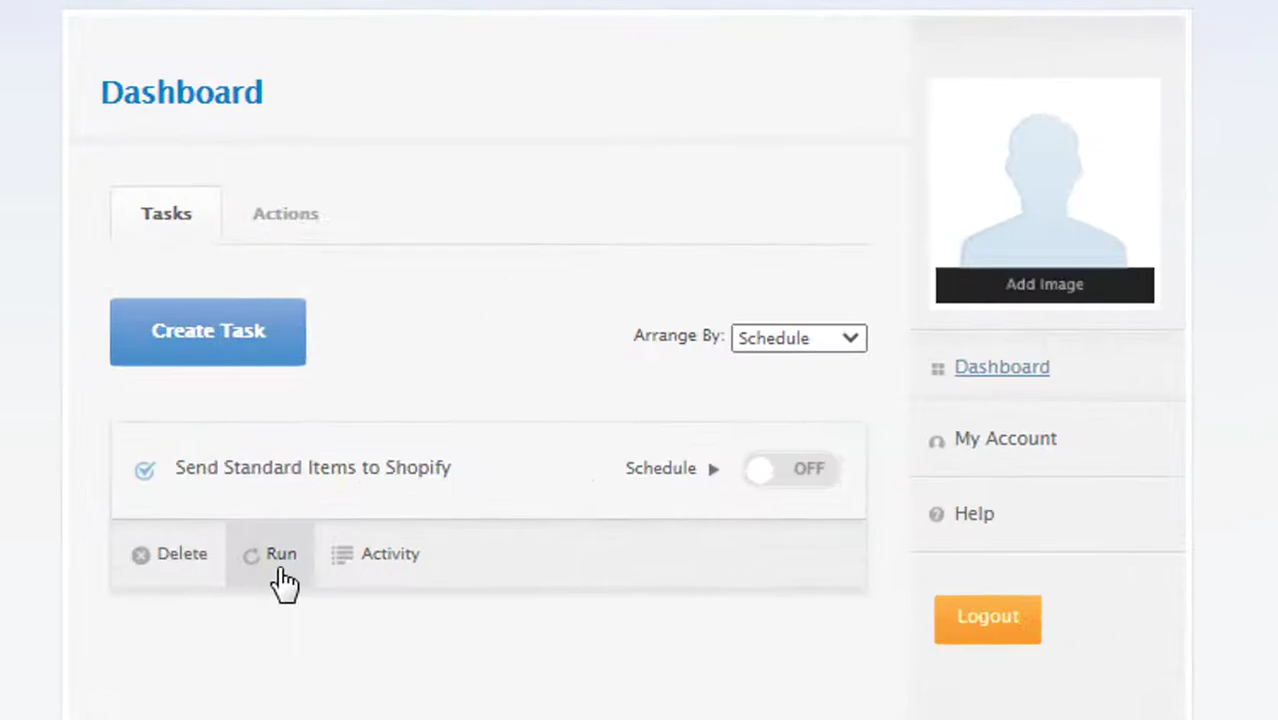 Dashboard
Tasks Actions
Create Task
Arrange By: Schedule
Send Standard Items to Shopify Schedule OFF
Delete Run Activity
Add Image
Dashboard
My Account
Help
Logout